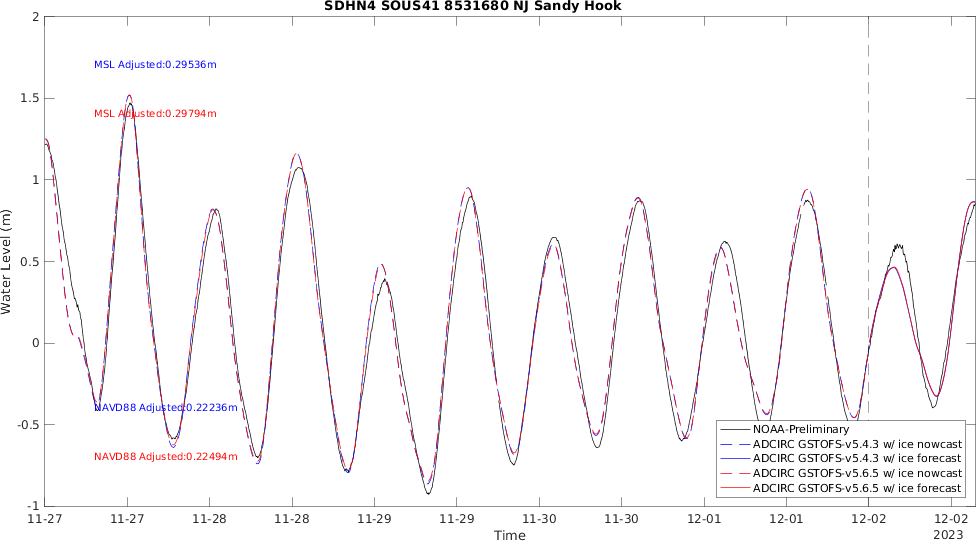 SDHN4 SOUS41 8531680 NJ Sandy Hook
2
MSL Adjusted:0.29536m
1.5
MSL Adjusted:0.29794m
1
0.5
Water Level (m)
0
NAVD88 Adjusted:0.22236m
-0.5
NAVD88 Adjusted:0.22494m
-1
NOAA-Preliminary
ADCIRC GSTOFS-v5.4.3 w/ ice nowcast
ADCIRC GSTOFS-v5.4.3 w/ ice forecast
ADCIRC GSTOFS-v5.6.5 w/ ice nowcast
ADCIRC GSTOFS-v5.6.5 w/ ice forecast
11-27 11-27 11-28 11-28 11-29 11-29 11-30 11-30 12-01 12-01 12-02 12-02
Time
2023